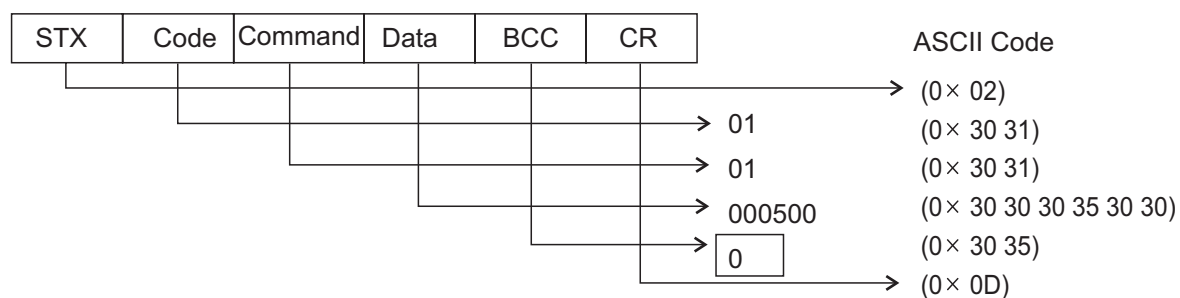 STX Code Command Data BCC CR
ASCII Code
(0× 02)
01 (0× 30 31)
01 (0× 30 31)
000500 (0× 30 30 30 35 30 30)
0 (0× 30 35)
(0× 0D)